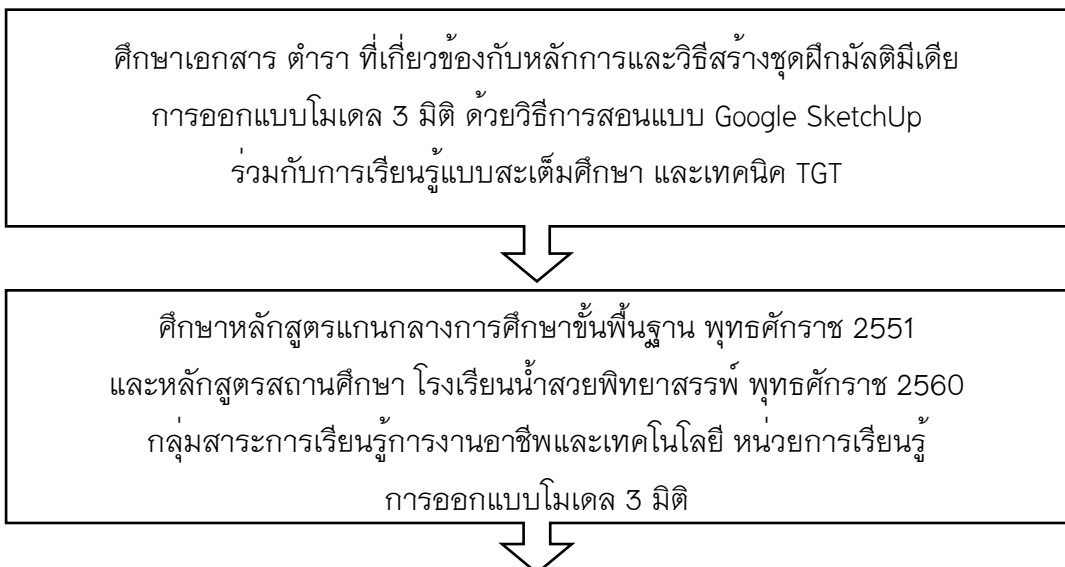 ศึกษาเอกสาร ตำรา ที่เกี่ยวข้องกับหลักการและวิธีสร้างชุดฝึกมัลติมีเดีย
การออกแบบโมเดล 3 มิติ ด้วยวิธีการสอนแบบ Google SketchUp
ร่วมกับการเรียนรู้แบบสะเต็มศึกษา และเทคนิค TGT
ศึกษาหลักสูตรแกนกลางการศึกษาขั้นพื้นฐาน พุทธศักราช 2551
และหลักสูตรสถานศึกษา โรงเรียนน้ำสวยพิทยาสรรพ์ พุทธศักราช 2560
กลุ่มสาระการเรียนรู้การงานอาชีพและเทคโนโลยี หน่วยการเรียนรู้
การออกแบบโมเดล 3 มิติ